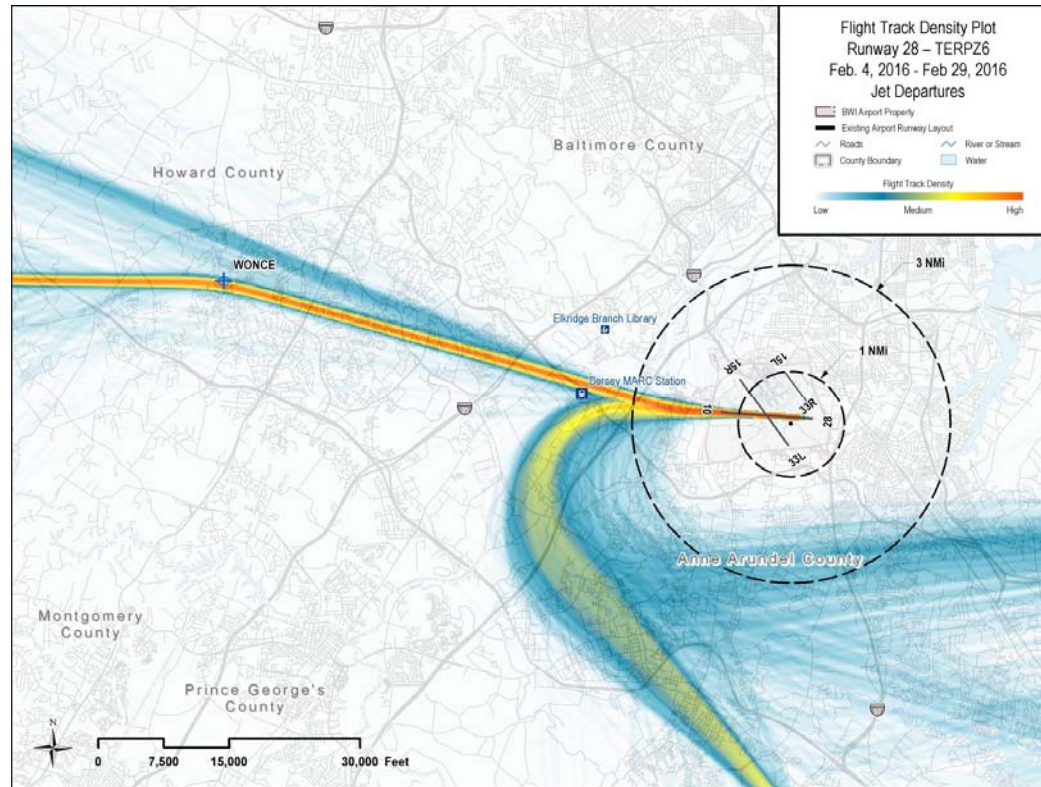 Flight Track Density Plot
Runway 28 – TERPZ6
Feb. 4, 2016 - Feb 29, 2016
Jet Departures
BWI Airport Property
Existing Airport Runway Layout
Roads
River or Stream
County Boundary
Water
Flight Track Density
Low
Medium
High
Baltimore County
Howard County
WONCE
3 NMi
Elkridge Branch Library
1 NMi
15R
15L
Dorsey MARC Station
10
33R
28
33L
Anne Arundel County
Montgomery
County
Prince George's
County
N
0
7,500
15,000
30,000 Feet